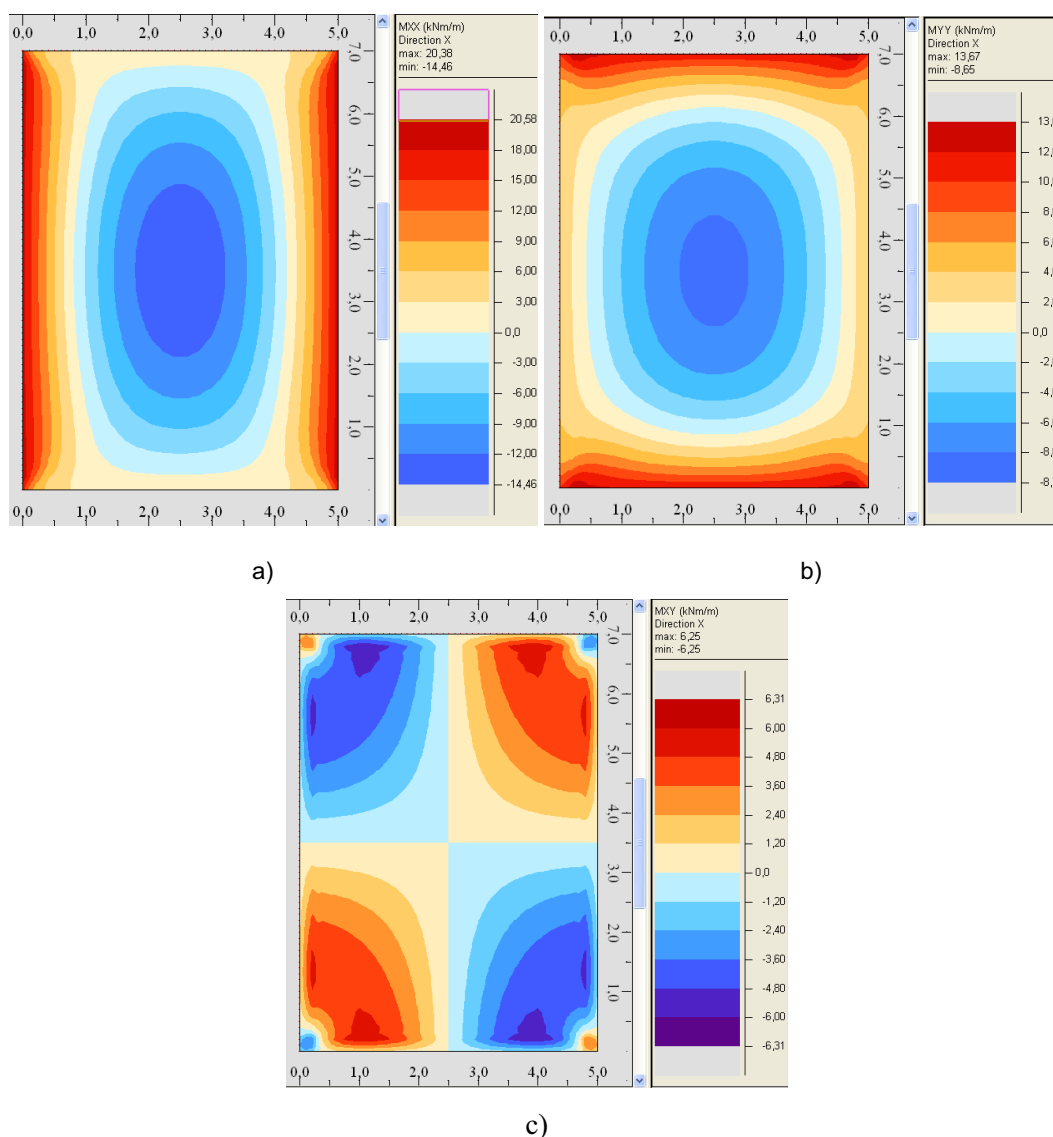 MXX (kNm/m)
Direction X
max: 20,38
min: -14,46
0,0 1,0 2,0 3,0 4,0 5,0
7,0
6,0
5,0
4,0
3,0
2,0
1,0
0,0 1,0 2,0 3,0 4,0 5,0
20,58
18,00
15,00
12,00
9,00
6,00
3,00
0,0
-3,00
-6,00
-9,00
-12,00
-14,46
a)
MYY (kNm/m)
Direction X
max: 13,67
min: -8,65
0,0 1,0 2,0 3,0 4,0 5,0
7,0
6,0
5,0
4,0
3,0
2,0
1,0
0,0 1,0 2,0 3,0 4,0 5,0
0,0
b)
MXY (kNm/m)
Direction X
max: 6,25
min: -6,25
0,0 1,0 2,0 3,0 4,0 5,0
7,0
6,0
5,0
4,0
3,0
2,0
1,0
0,0 1,0 2,0 3,0 4,0 5,0
6,31
6,00
4,80
3,60
2,40
1,20
0,0
-1,20
-2,40
-3,60
-4,80
-6,00
-6,31
c)